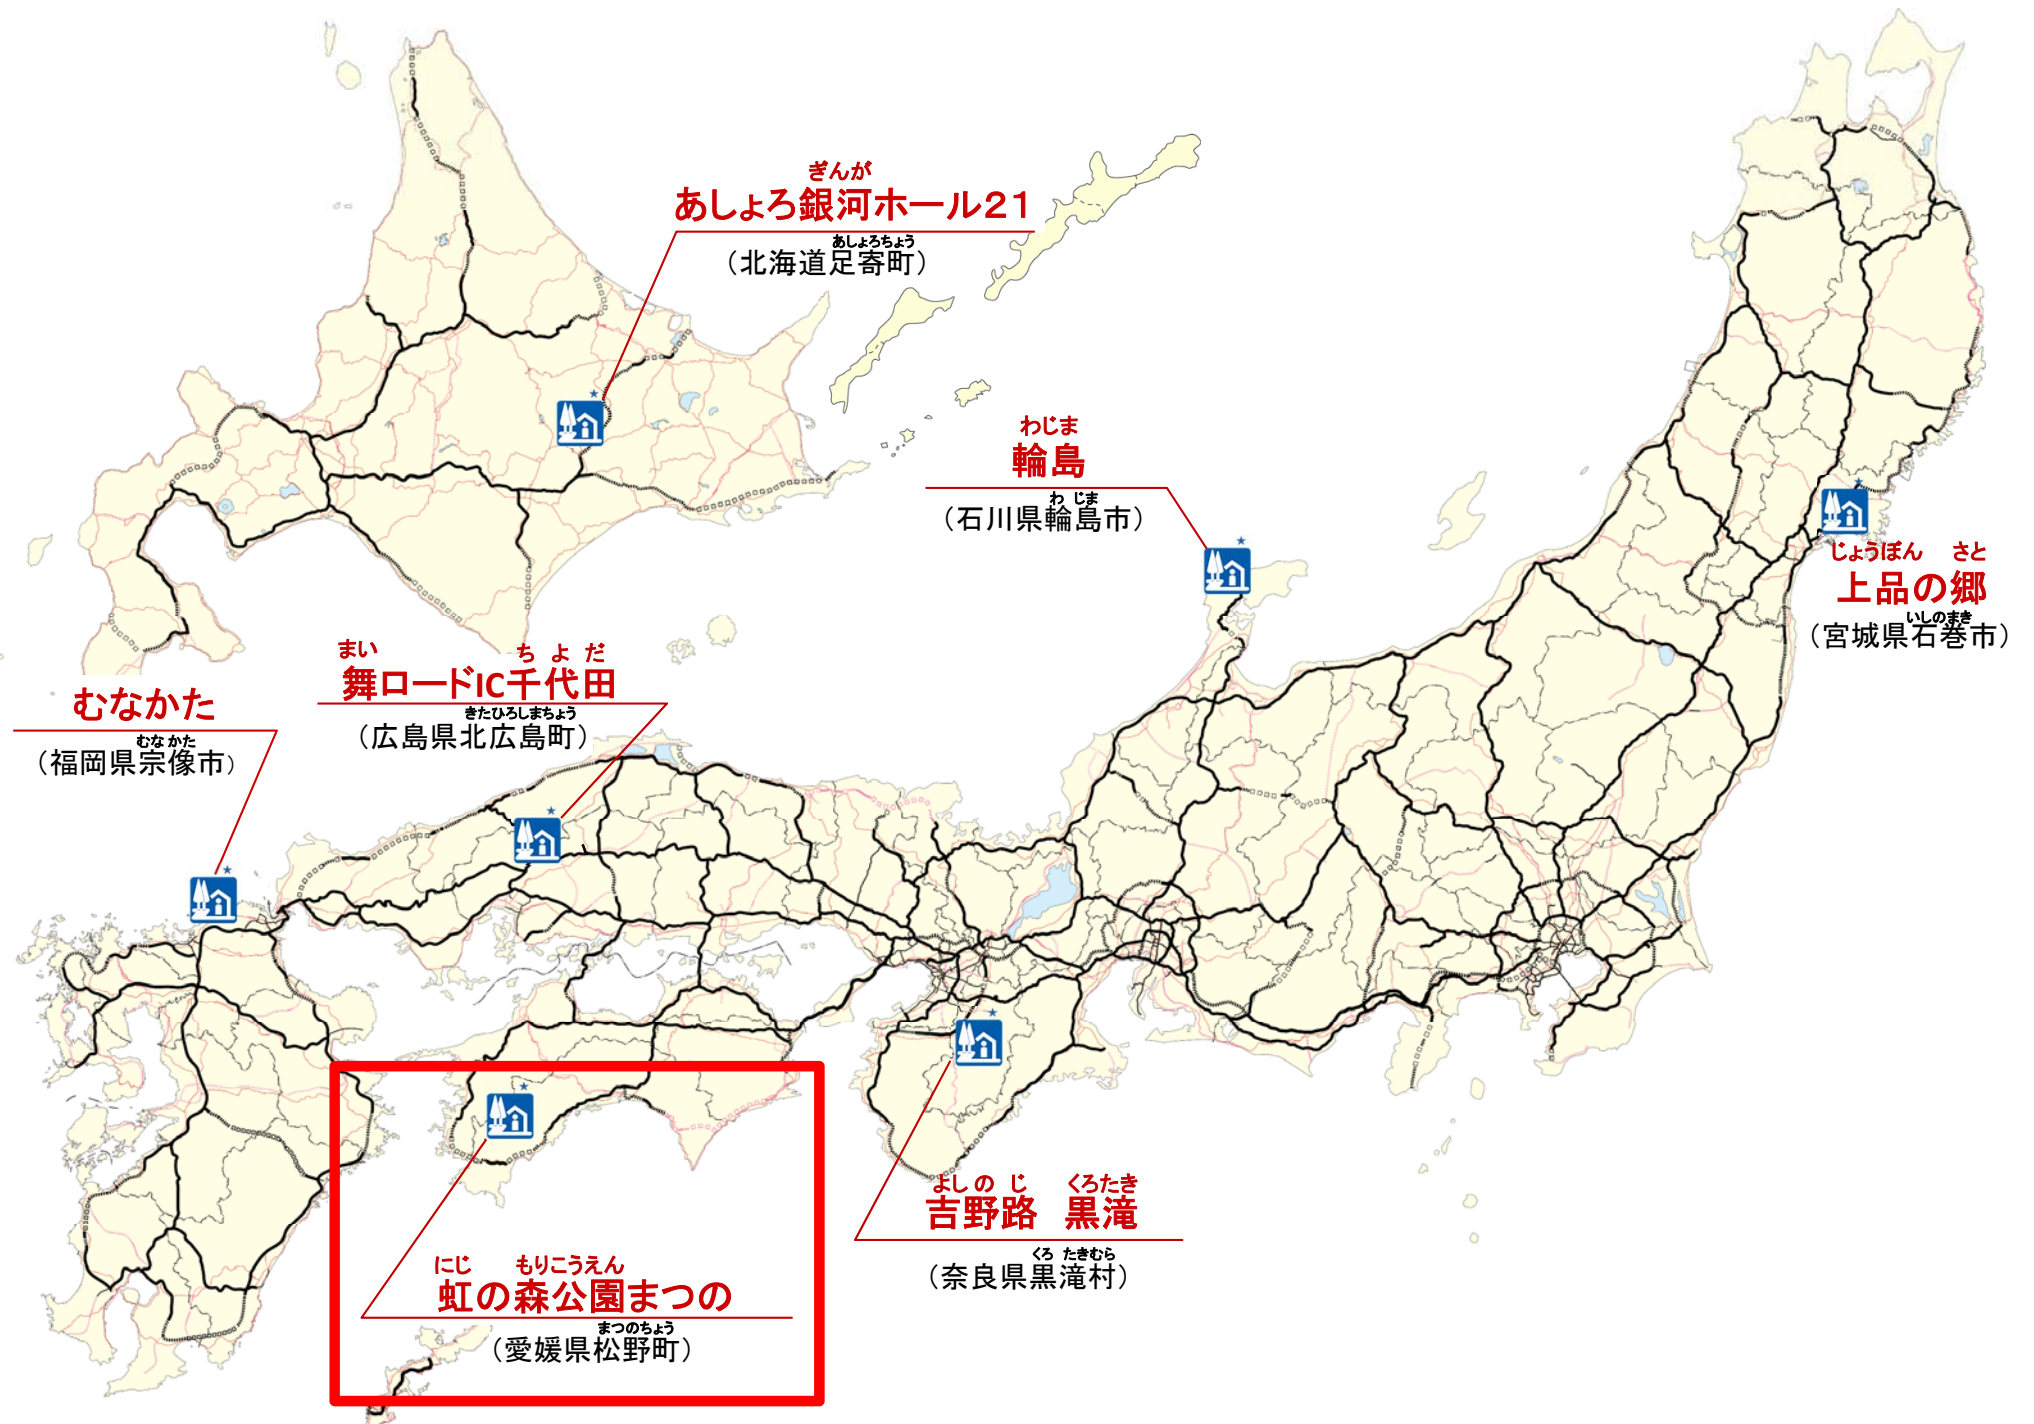 ぎんが
あしょろ銀河ホール２１
あしょろちょう
（北海道足寄町）
わじま
輪島
わ じま
（石川県輪島市）
じょうぼん さと
上品の郷
いしのまき
（宮城県石巻市）
まい ち よ だ
舞ロードIC千代田
きたひろしまちょう
（広島県北広島町）
むなかた
むな かた
（福岡県宗像市）
よし の じ くろたき
吉野路 黒滝
くろ たきむら
（奈良県黒滝村）
にじ もりこうえん
虹の森公園まつの
まつのちょう
（愛媛県松野町）